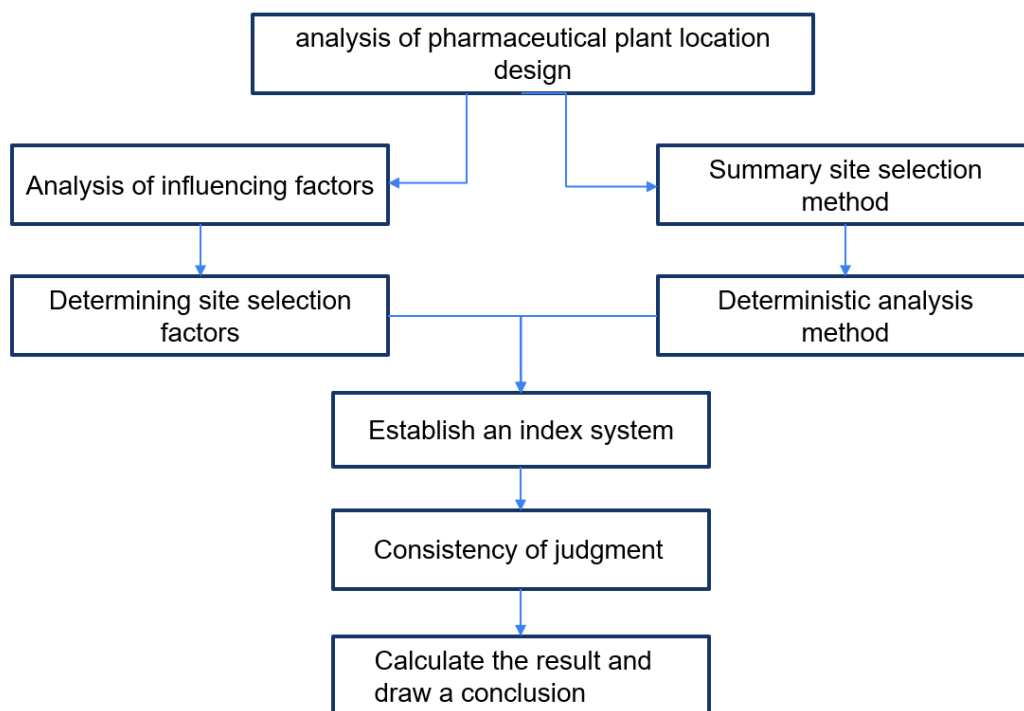 analysis of pharmaceutical plant location
design
Analysis of influencing factors
Summary site selection
method
Determining site selection
factors
Deterministic analysis
method
Establish an index system
Consistency of judgment
Calculate the result and
draw a conclusion